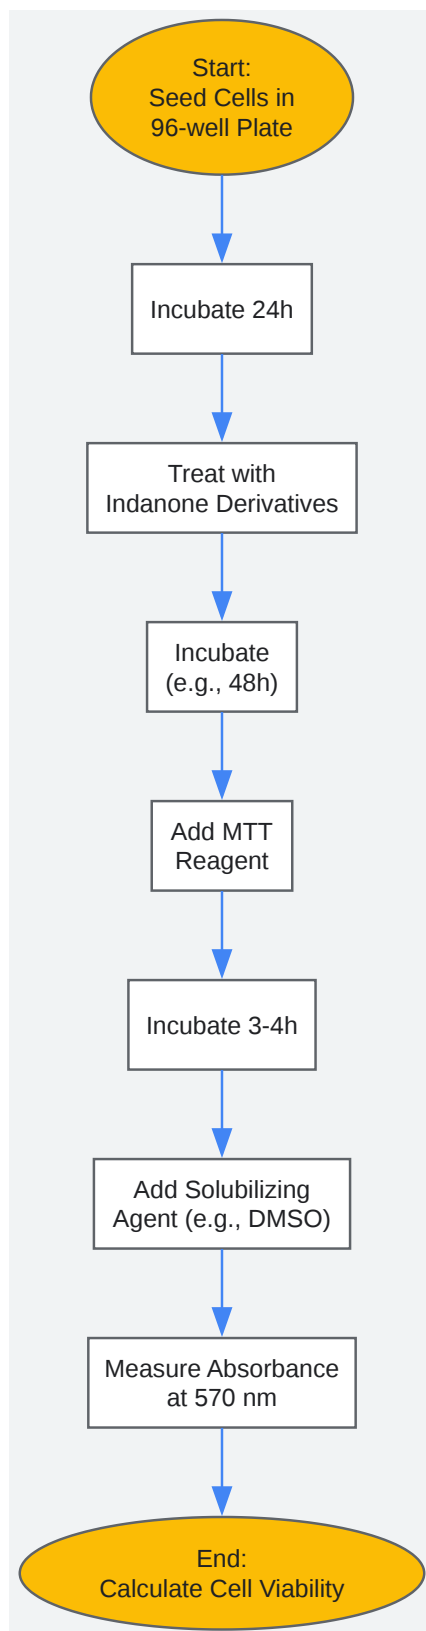 Start:
Seed Cells in
96-well Plate
Incubate 24h
Treat with
Indanone Derivatives
Incubate
(e.g., 48h)
Add MTT
Reagent
Incubate 3-4h
Add Solubilizing
Agent (e.g., DMSO)
Measure Absorbance
at 570 nm
End:
Calculate Cell Viability